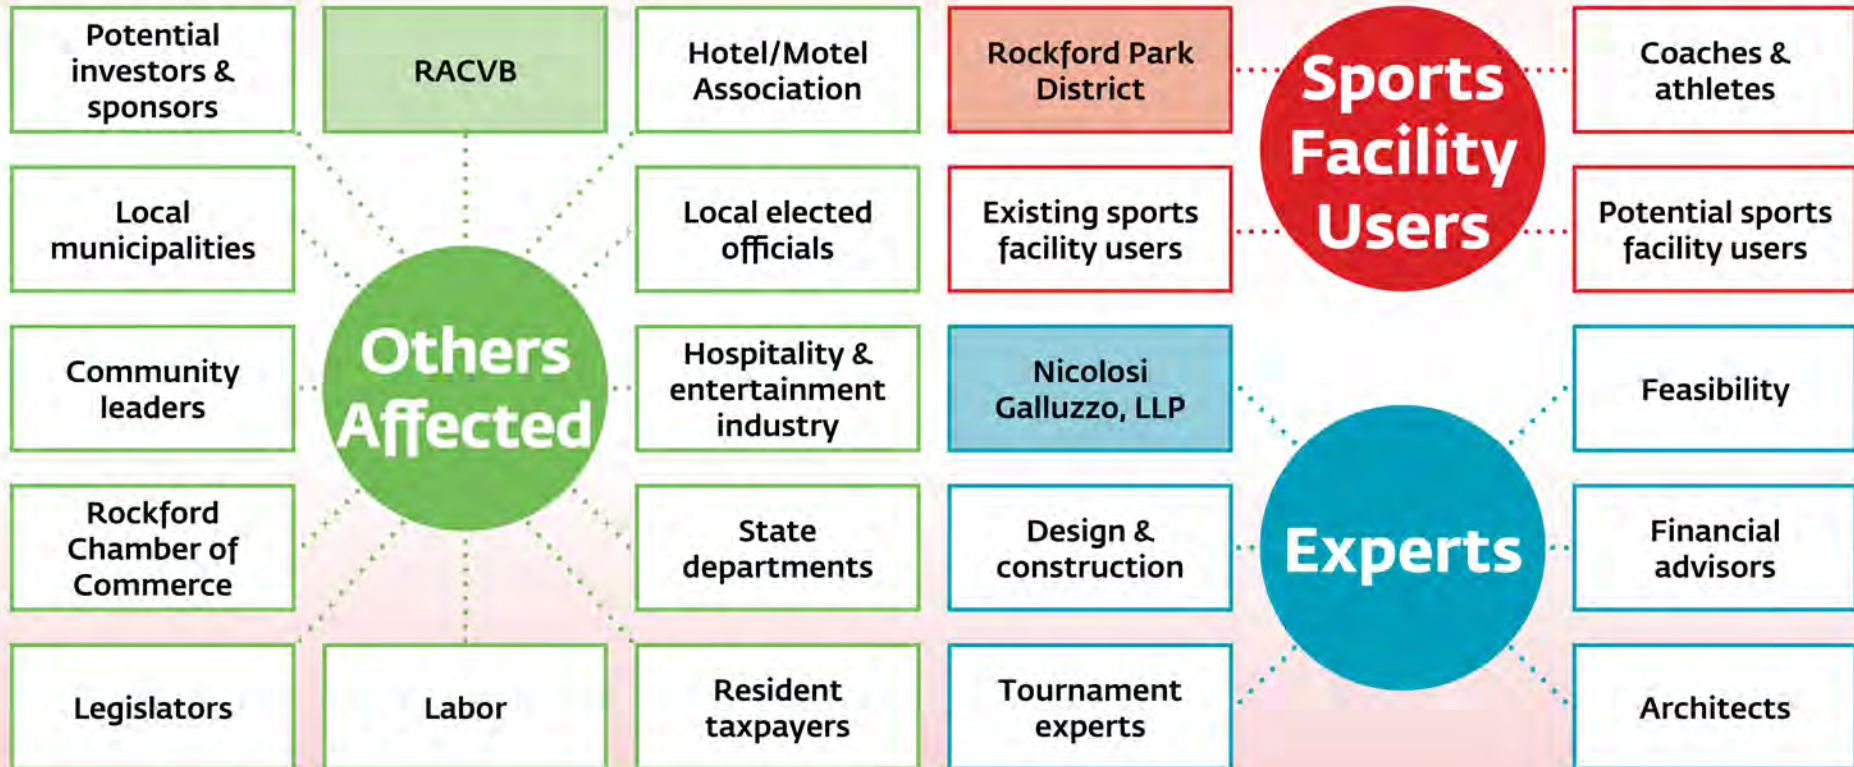 Potential
investors &
sponsors
RACVB
Hotel/Motel
Association
Local
municipalities
Local elected
officials
Others
Affected
Community
leaders
Hospitality &
entertainment
industry
Rockford
Chamber of
Commerce
State
departments
Legislators
Labor
Resident
taxpayers
Rockford Park
District
Sports
Facility
Users
Coaches &
athletes
Existing sports
facility users
Potential sports
facility users
Nicolosi
Galluzzo, LLP
Feasibility
Design &
construction
Experts
Financial
advisors
Tournament
experts
Architects